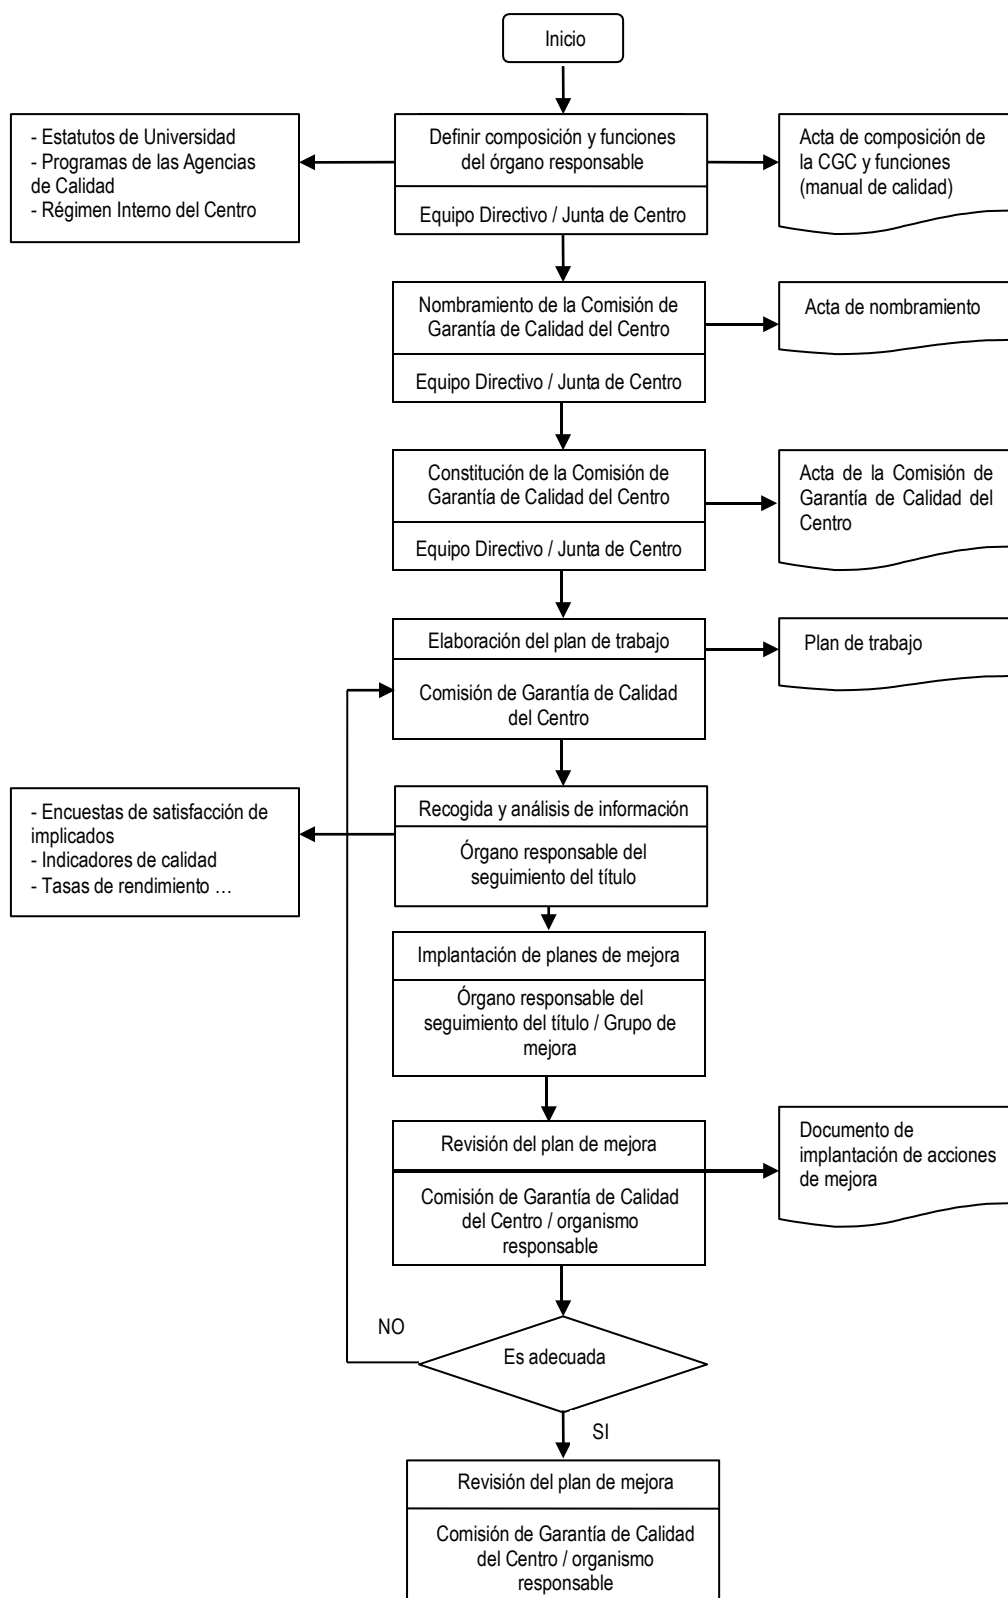 Inicio
- Estatutos de Universidad
- Programas de las Agencias
de Calidad
- Régimen Interno del Centro
Definir composición y funciones
del órgano responsable
Equipo Directivo / Junta de Centro
Acta de composición de
la CGC y funciones
(manual de calidad)
Nombramiento de la Comisión de
Garantía de Calidad del Centro
Equipo Directivo / Junta de Centro
Acta de nombramiento
Constitución de la Comisión de
Garantía de Calidad del Centro
Equipo Directivo / Junta de Centro
Acta de la Comisión de
Garantía de Calidad del
Centro
Elaboración del plan de trabajo
Comisión de Garantía de Calidad
del Centro
Plan de trabajo
- Encuestas de satisfacción de
implicados
- Indicadores de calidad
- Tasas de rendimiento ...
Recogida y análisis de información
Órgano responsable del
seguimiento del título
Implantación de planes de mejora
Órgano responsable del
seguimiento del título / Grupo de
mejora
Revisión del plan de mejora
Comisión de Garantía de Calidad
del Centro / organismo
responsable
Documento de
implantación de acciones
de mejora
NO
Es adecuada
SI
Revisión del plan de mejora
Comisión de Garantía de Calidad
del Centro / organismo
responsable